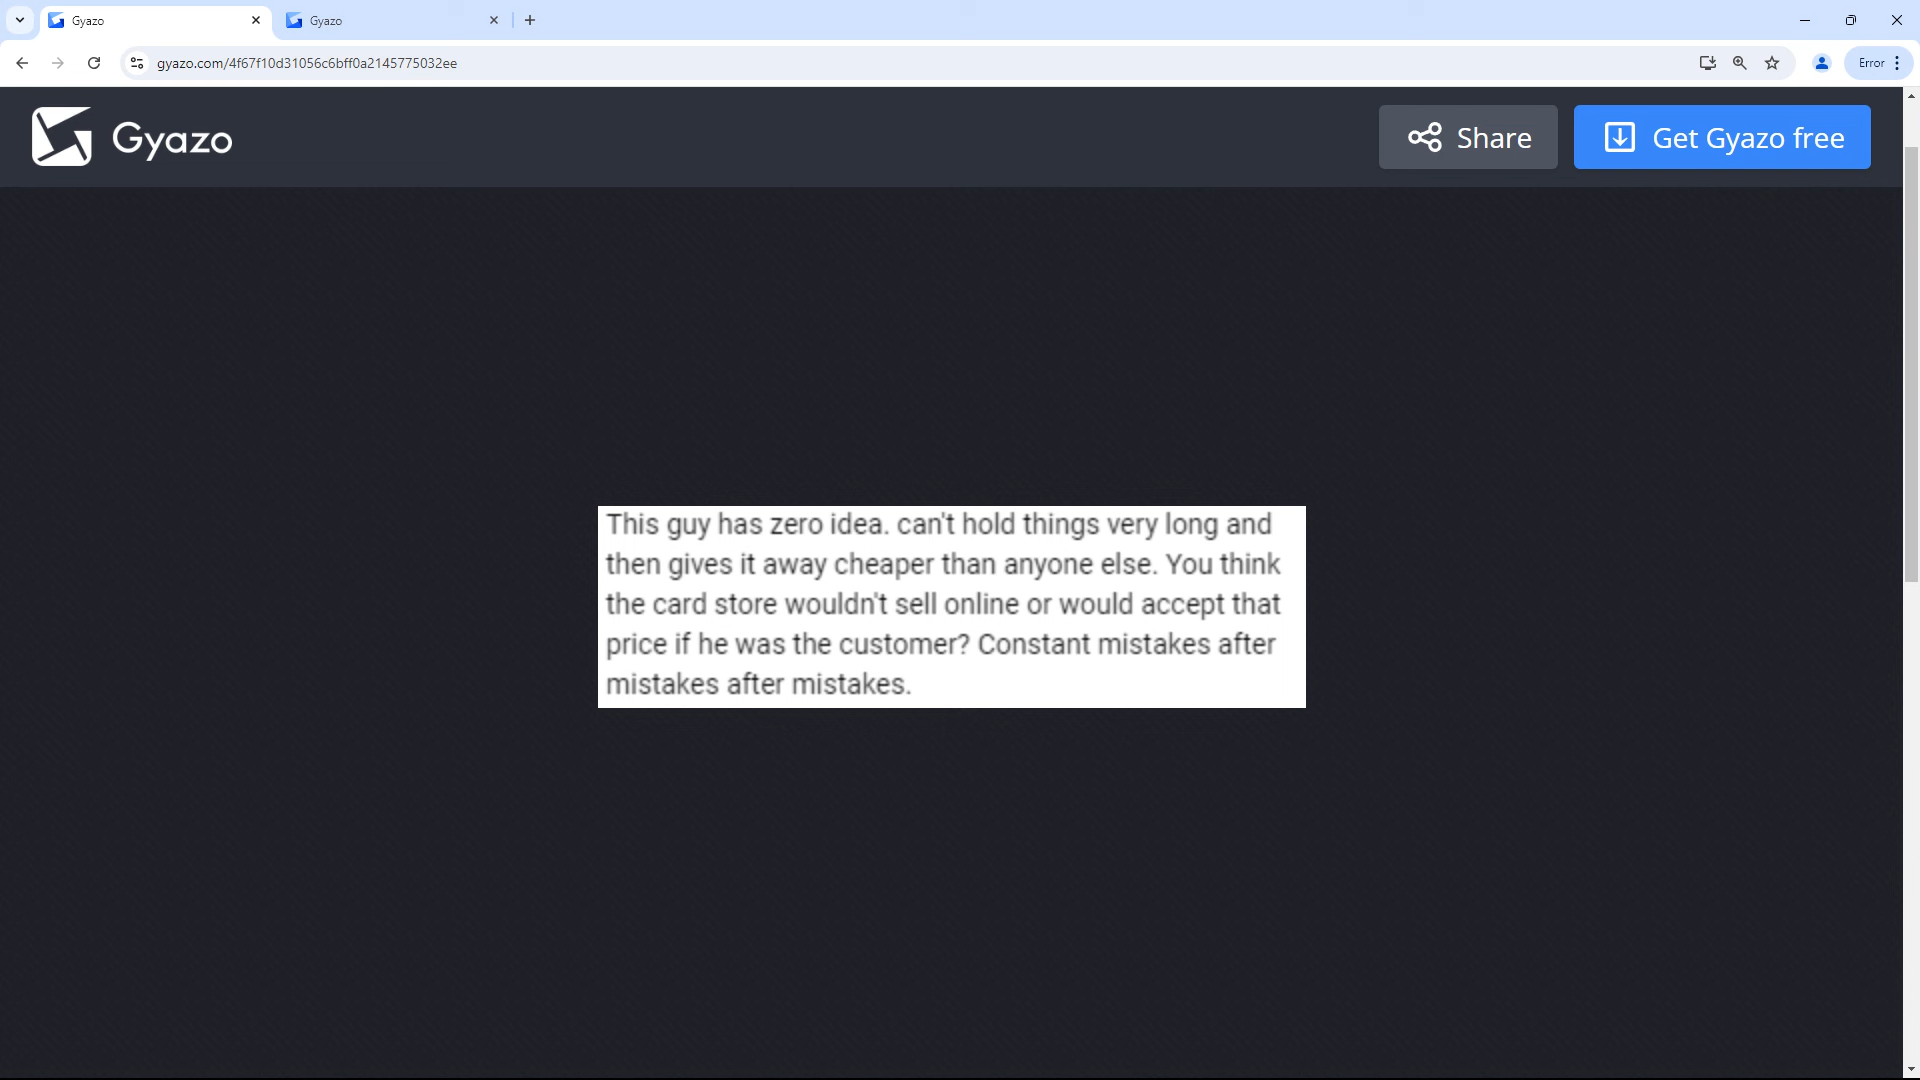 Gyazo
Gyazo
gyazo.com/4f67f10d31056c6bff0a2145775032ee
Error
Gyazo
Share
Get Gyazo free
This guy has zero idea. can't hold things very long and
then gives it away cheaper than anyone else. You think
the card store wouldn't sell online or would accept that
price if he was the customer? Constant mistakes after
mistakes after mistakes.